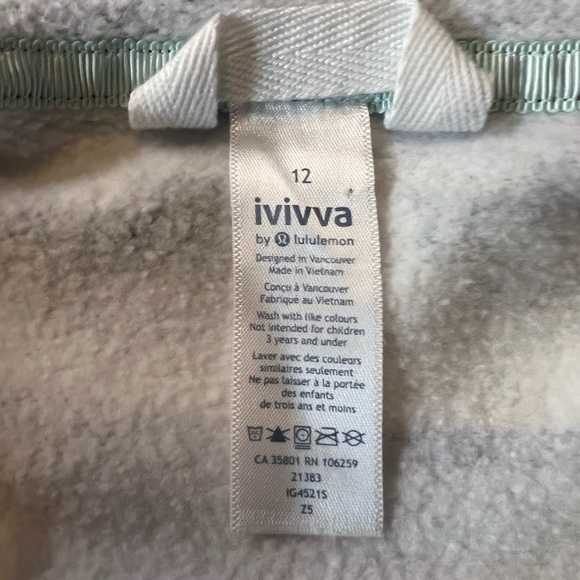 12
ivivva
by lululemon
Designed in Vancouver
Made in Vietnam
Conçu à Vancouver
Fabriqué au Vietnam
Wash with like colours
Not intended for children
3 years and under
Laver avec des couleurs
similaires seulement
Ne pas laisser à la portée
des enfants
de trois ans et moins
CA 35801 RN 106259
21383
IG4521S
Z5